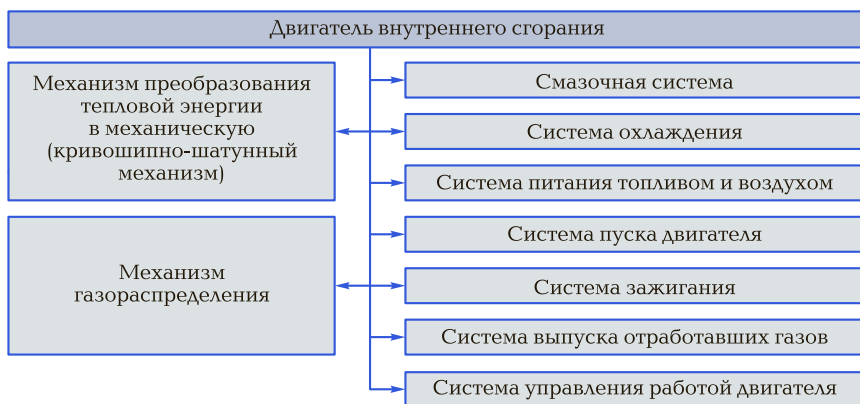 Двигатель внутреннего сгорания
Механизм преобразования
тепловой энергии
в механическую
(кривошипно-шатунный
механизм)
Механизм
газораспределения
Смазочная система
Система охлаждения
Система питания топливом и воздухом
Система пуска двигателя
Система зажигания
Система выпуска отработавших газов
Система управления работой двигателя